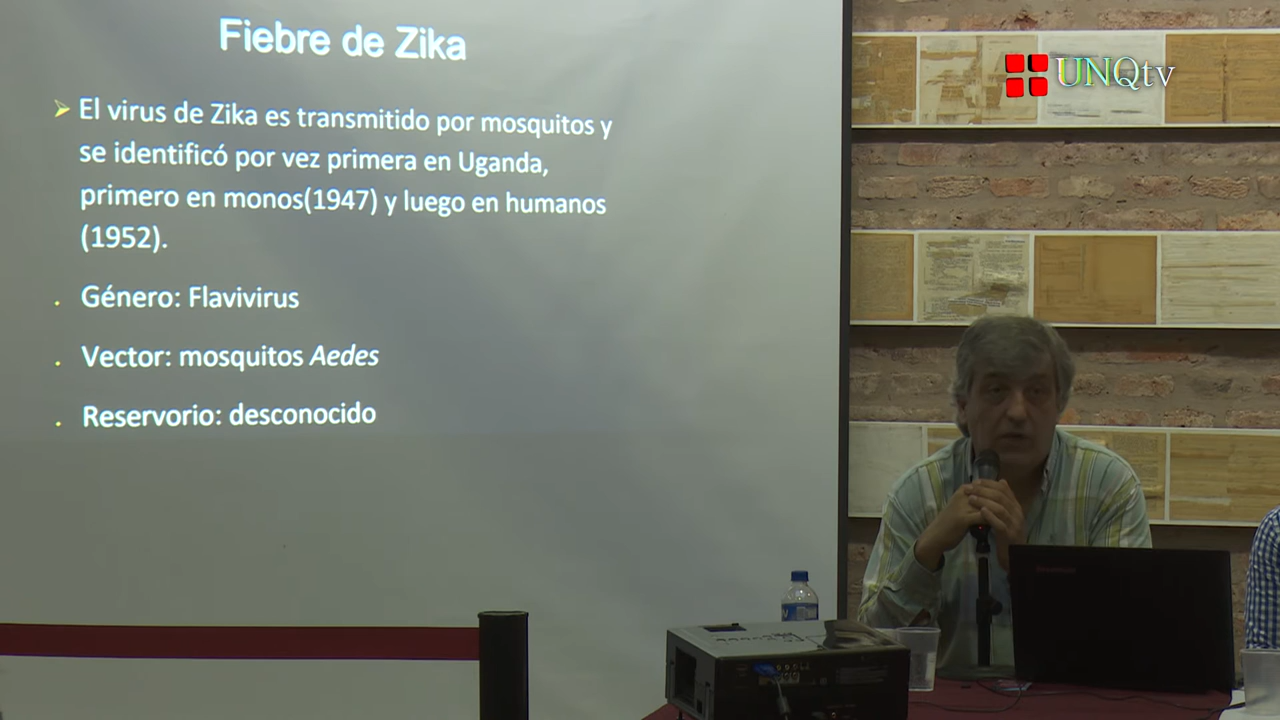 Fiebre de Zika
UNQtv
➢ El virus de Zika es transmitido por mosquitos y
se identificó por vez primera en Uganda,
primero en monos(1947) y luego en humanos
(1952).
. Género: Flavivirus
. Vector: mosquitos Aedes
. Reservorio: desconocido